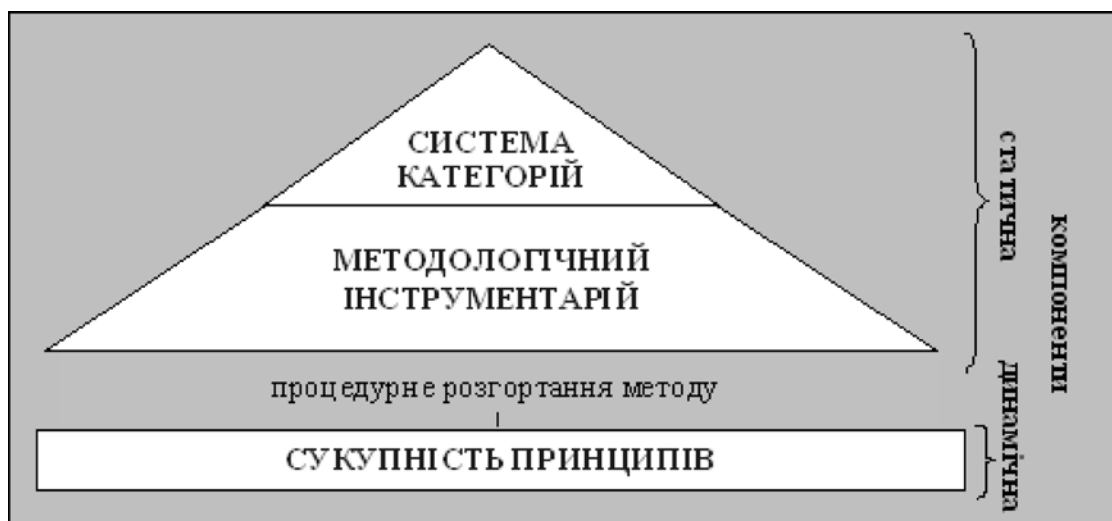 СИСТЕМА
КАТЕГОРІЙ
МЕТОДОЛОГІЧНИЙ
ІНСТРУМЕНТАРІЙ
процедурне розгортання методу
СУКУПНІСТЬ ПРИНЦИПІВ
статична
динамічна
компоненти